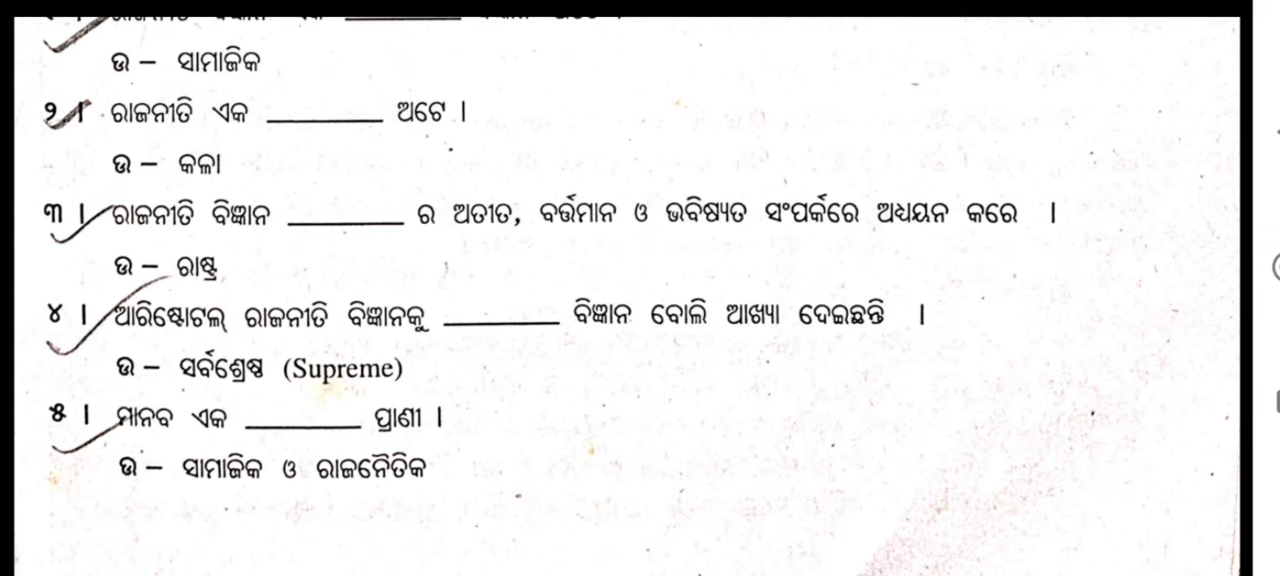 ଉ – ସାମାଜିକ
୨ । ରାଜନୀତି ଏକ ________ ଅଟେ ।
ଉ – କଳା
୩ । ରାଜନୀତି ବିଜ୍ଞାନ ________ ର ଅତୀତ, ବର୍ତ୍ତମାନ ଓ ଭବିଷ୍ୟତ ସଂପର୍କରେ ଅଧ୍ୟୟନ କରେ ।
ଉ – ରାଷ୍ଟ୍ର
୪ । ଆରିଷ୍ଟୋଟଲ୍ ରାଜନୀତି ବିଜ୍ଞାନକୁ ________ ବିଜ୍ଞାନ ବୋଲି ଆଖ୍ୟା ଦେଇଛନ୍ତି ।
ଉ – ସର୍ବଶ୍ରେଷ୍ଠ (Supreme)
୫ । ମାନବ ଏକ ________ ପ୍ରାଣୀ ।
ଉ – ସାମାଜିକ ଓ ରାଜନୈତିକ